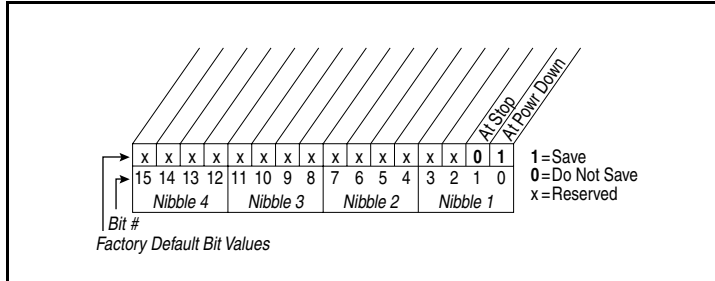 At Stop
At Powr Down
x x x x x x x x x x x x x x 0 1
15 14 13 12 11 10 9 8 7 6 5 4 3 2 1 0
Nibble 4 Nibble 3 Nibble 2 Nibble 1
1=Save
0=Do Not Save
x=Reserved
Bit #
Factory Default Bit Values